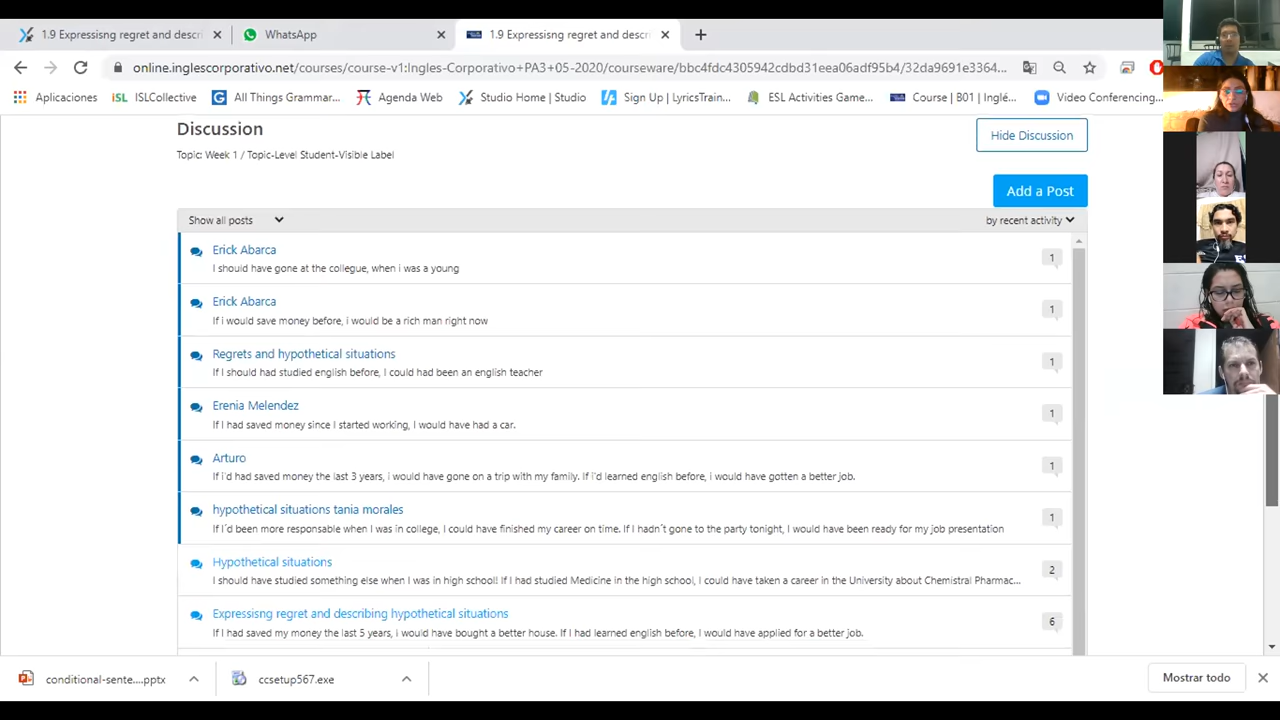 1.9 Expressisng regret and descri
WhatsApp
1.9 Expressisng regret and descri
online.inglescorporativo.net/courses/course-v1:Ingles-Corporativo+PA3+05-2020/courseware/bbc4fdc4305942cdbd31eea06adf95b4/32da9691e3364...
Aplicaciones
ISLCollective
All Things Grammar...
Agenda Web
Studio Home | Studio
Sign Up | LyricsTrain...
ESL Activities Game...
Course | B01 | Inglé...
Video Conferencing...
Discussion
Hide Discussion
Topic: Week 1 / Topic-Level Student-Visible Label
Add a Post
Show all posts
by recent activity
Erick Abarca
I should have gone at the collegue, when i was a young
1
Erick Abarca
If i would save money before, i would be a rich man right now
1
Regrets and hypothetical situations
If I should had studied english before, I could had been an english teacher
1
Erenia Melendez
If I had saved money since I started working, I would have had a car.
1
Arturo
If i'd had saved money the last 3 years, i would have gone on a trip with my family. If i'd learned english before, i would have gotten a better job.
1
hypothetical situations tania morales
If I´d been more responsible when I was in college, I could have finished my career on time. If I hadn´t gone to the party tonight, I would have been ready for my job presentation
1
Hypothetical situations
I should have studied something else when I was in high school! If I had studied Medicine in the high school, I could have taken a career in the University about Chemistral Pharmac...
2
Expressisng regret and describing hypothetical situations
If I had saved my money the last 5 years, i would have bought a better house. If I had learned english before, I would have applied for a better job.
6
conditional-sente....pptx
ccsetup567.exe
Mostrar todo